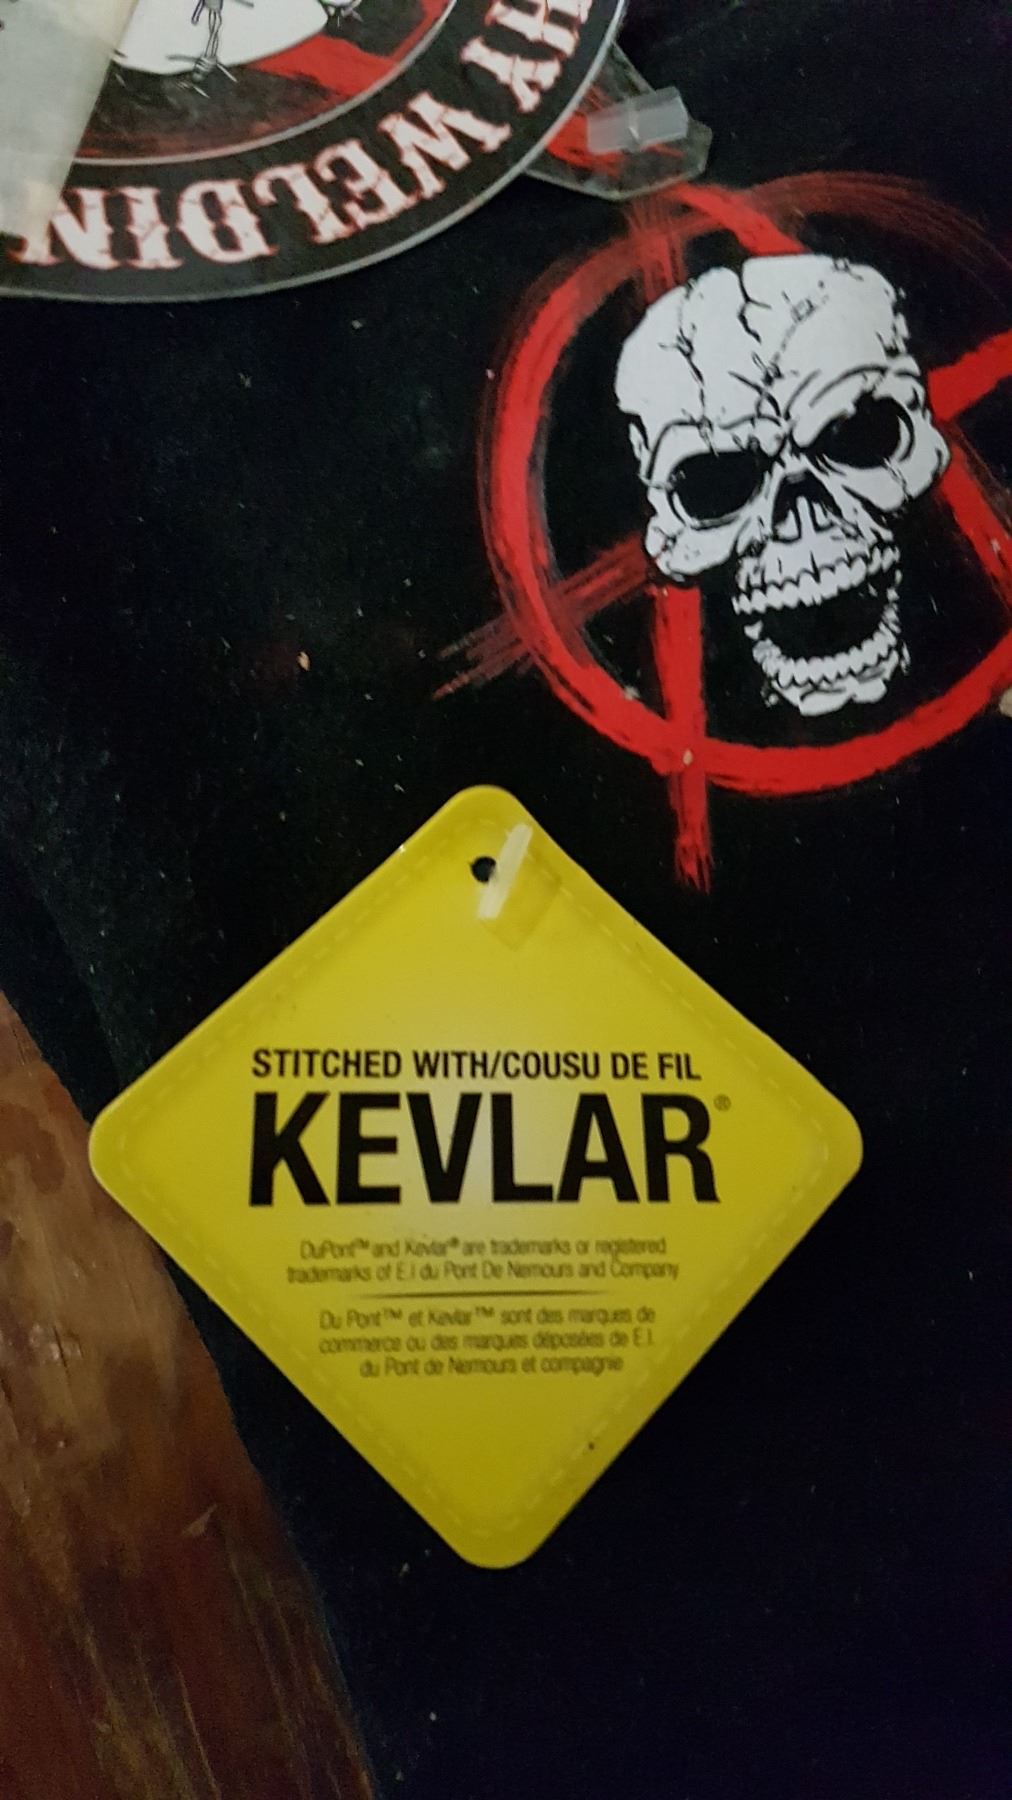 HY WELDIN
STITCHED WITH/COUSU DE FIL
KEVLAR®
DuPont™ and Kevlar® are trademarks or registered
trademarks of E.I du Pont De Nemours and Company
Du Pont™ et Kevlar™ sont des marques de
commerce ou des marques déposées de E.I.
du Pont de Nemours et compagnie